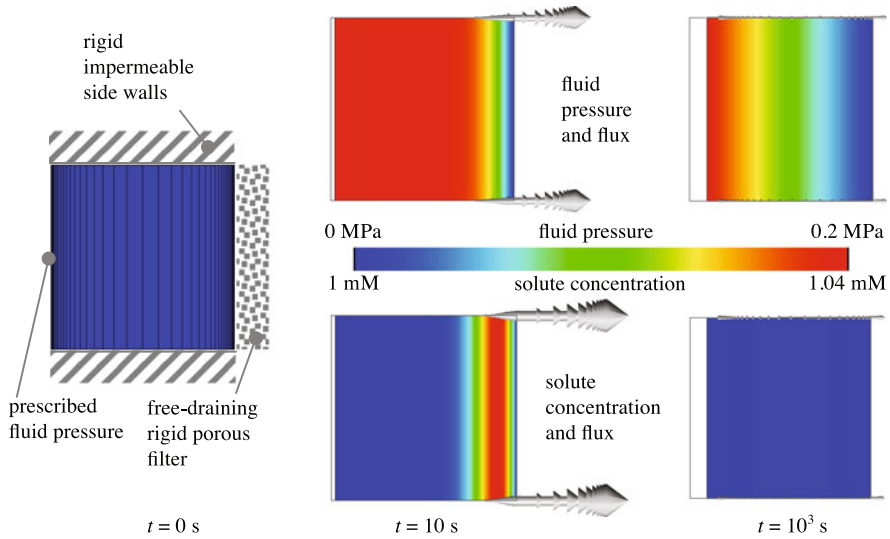 rigid
impermeable
side walls
fluid
pressure
and flux
0 MPa
fluid pressure
0.2 MPa
1 mM
solute concentration
1.04 mM
prescribed
fluid pressure
free-draining
rigid porous
filter
solute
concentration
and flux
t = 0 s
t = 10 s
t = 10³ s